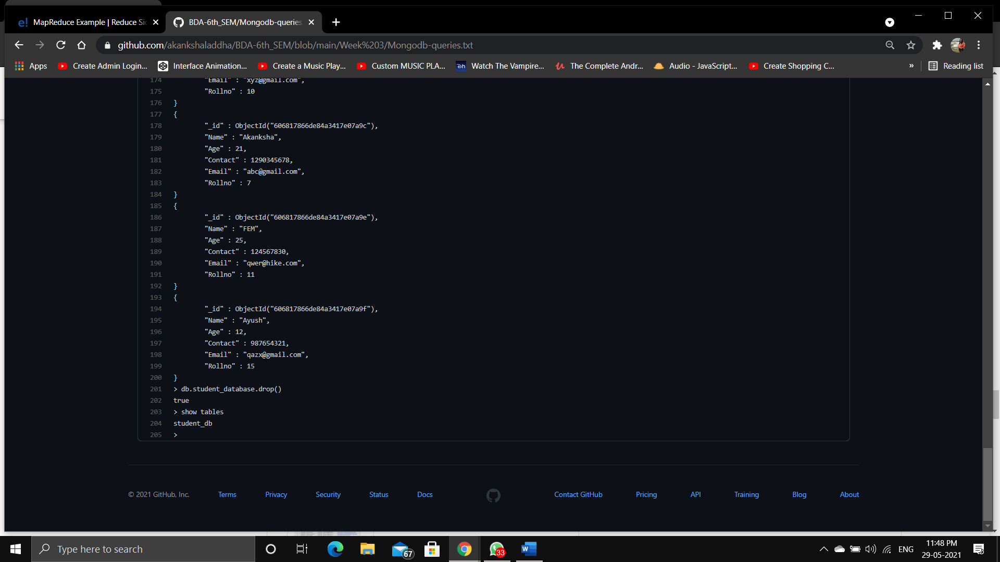 MapReduce Example | Reduce Si
BDA-6th_SEM/Mongodb-queries
github.com/akankshaladdha/BDA-6th_SEM/blob/main/Week%203/Mongodb-queries.txt
Apps Create Admin Login... Interface Animation... Create a Music Play... Custom MUSIC PLA... Watch The Vampire... The Complete Andr... Audio - JavaScript... Create Shopping C... » Reading list
174 "Email" : "xyz@gmail.com",
175 "Rollno" : 10
176 }
177 {
178 "_id" : ObjectId("606817866de84a3417e07a9c"),
179 "Name" : "Akanksha",
180 "Age" : 21,
181 "Contact" : 1290345678,
182 "Email" : "abc@gmail.com",
183 "Rollno" : 7
184 }
185 {
186 "_id" : ObjectId("606817866de84a3417e07a9e"),
187 "Name" : "FEM",
188 "Age" : 25,
189 "Contact" : 124567830,
190 "Email" : "qwer@hike.com",
191 "Rollno" : 11
192 }
193 {
194 "_id" : ObjectId("606817866de84a3417e07a9f"),
195 "Name" : "Ayush",
196 "Age" : 12,
197 "Contact" : 987654321,
198 "Email" : "qazx@gmail.com",
199 "Rollno" : 15
200 }
201 > db.student_database.drop()
202 true
203 > show tables
204 student_db
205 >
© 2021 GitHub, Inc. Terms Privacy Security Status Docs Contact GitHub Pricing API Training Blog About
Type here to search 67 33 ENG 11:48 PM
29-05-2021